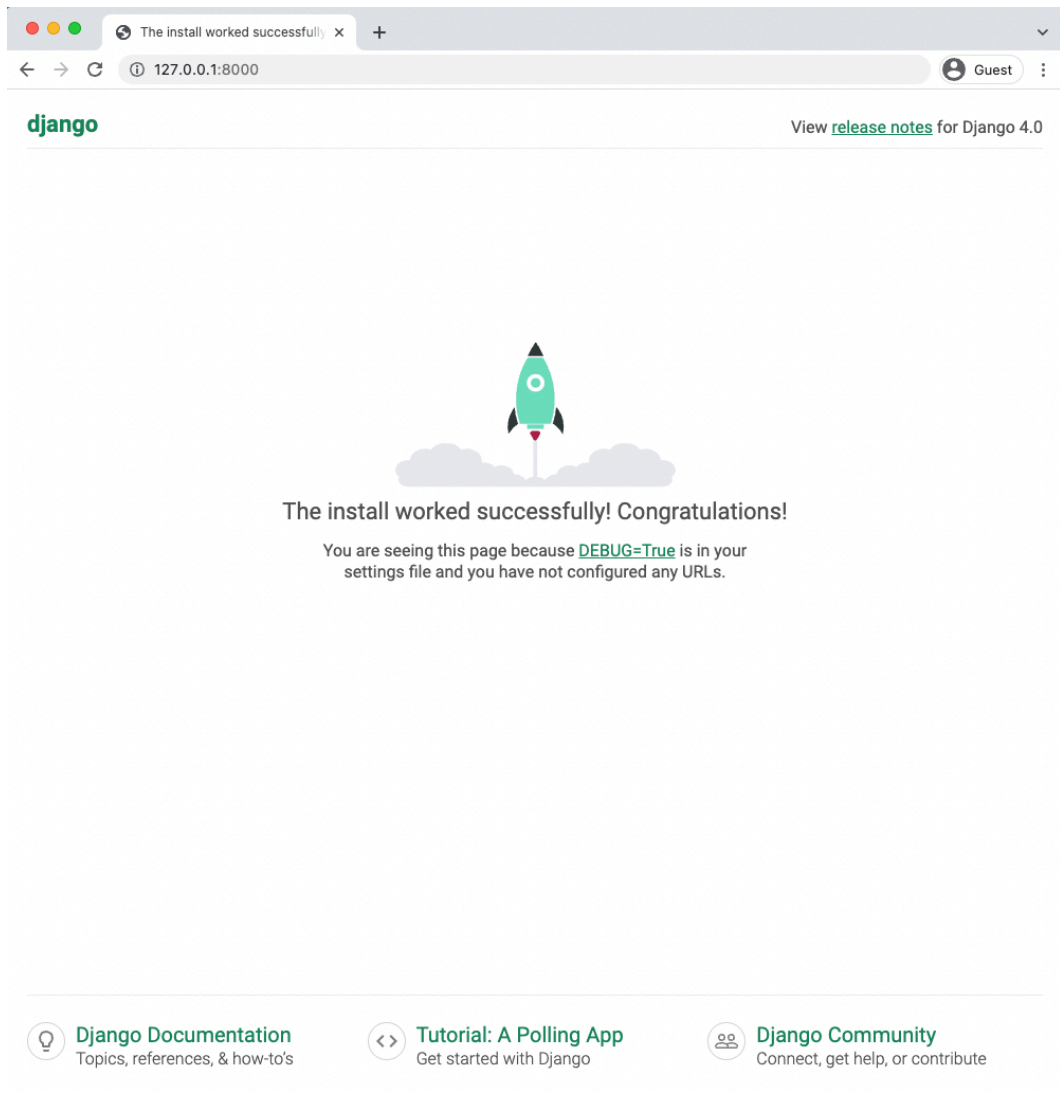 The install worked successfully
127.0.0.1:8000
Guest
django
View release notes for Django 4.0
The install worked successfully! Congratulations!
You are seeing this page because DEBUG=True is in your
settings file and you have not configured any URLs.
Django Documentation
Topics, references, & how-to's
Tutorial: A Polling App
Get started with Django
Django Community
Connect, get help, or contribute